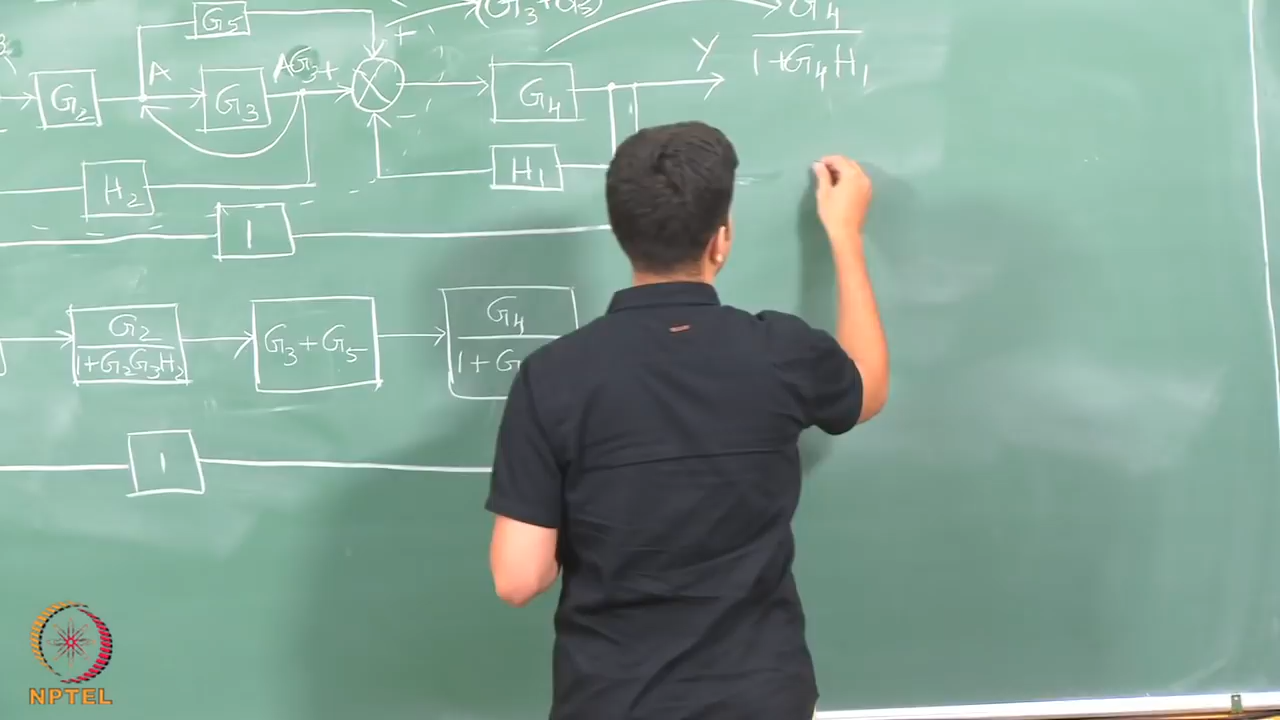 G5
(G3+G5)
G4
1+G4H1
A
AG3
+
+
Y
G2
G3
G4
-
H2
H1
1
G2
1+G2G3H2
G3+G5
G4
1+G
1
NPTEL